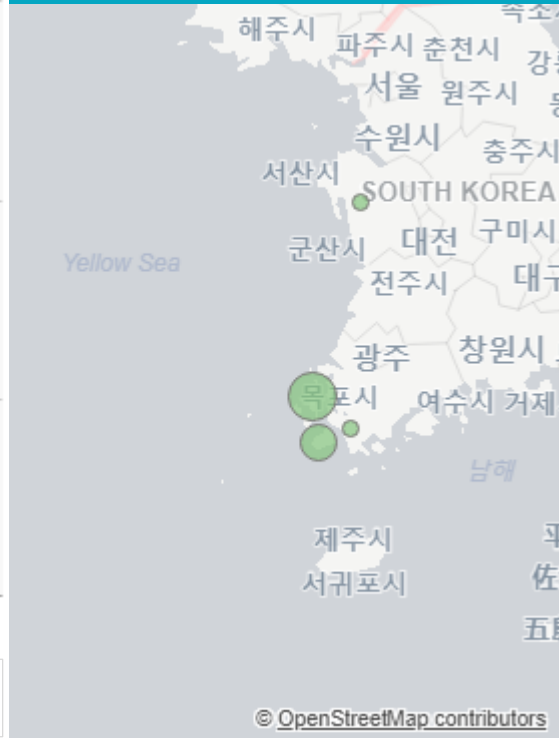 해주시
파주시 춘천시
서울 원주시
수원시
충주시
서산시
SOUTH KOREA
군산시 대전 구미시
Yellow Sea
전주시
광주 창원시
목포시 여수시 거제
남해
제주시
서귀포시
佐
© OpenStreetMap contributors